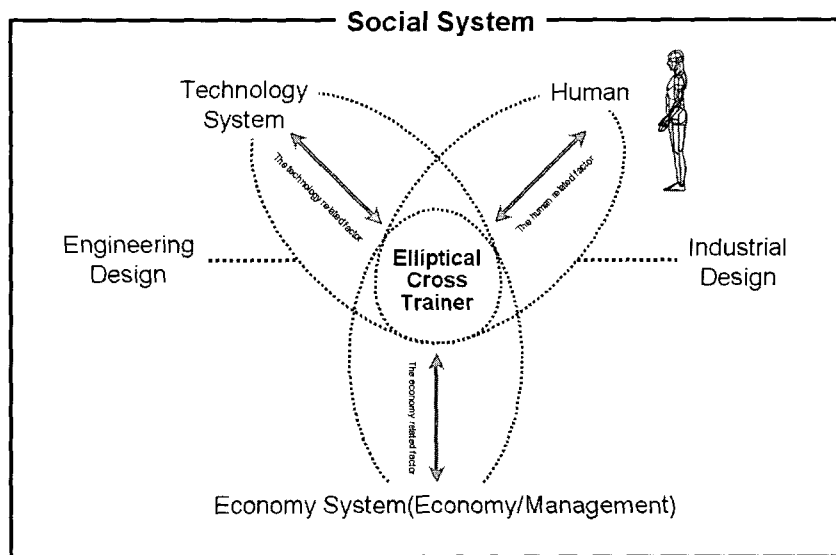 Social System
Technology
System
Human
The technology related factor
The human related factor
Engineering
Design
Elliptical
Cross
Trainer
Industrial
Design
The economy related factor
Economy System(Economy/Management)